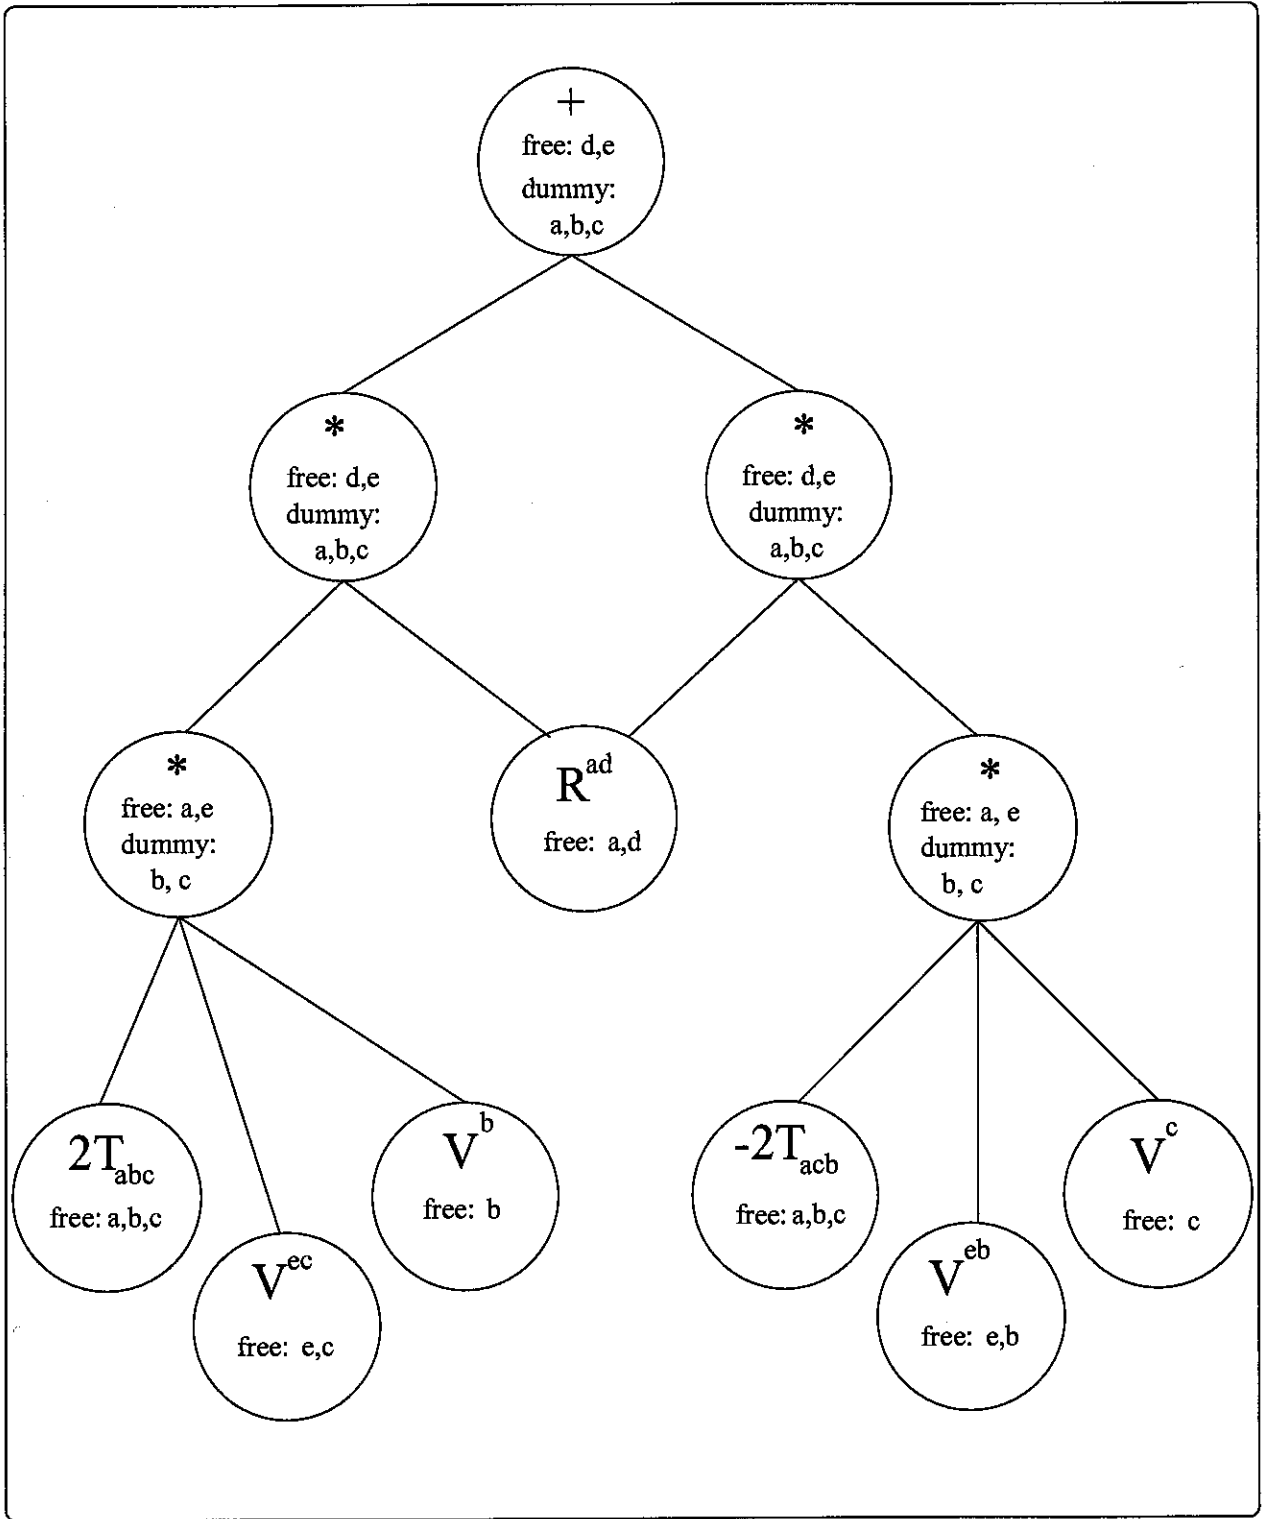 +
free: d,e
dummy:
a,b,c
*
free: d,e
dummy:
a,b,c
*
free: d,e
dummy:
a,b,c
*
free: a,e
dummy:
b, c
R^ad
free: a,d
*
free: a, e
dummy:
b, c
2T_abc
free: a,b,c
V^ec
free: e,c
V^b
free: b
-2T_acb
free: a,b,c
V^eb
free: e,b
V^c
free: c